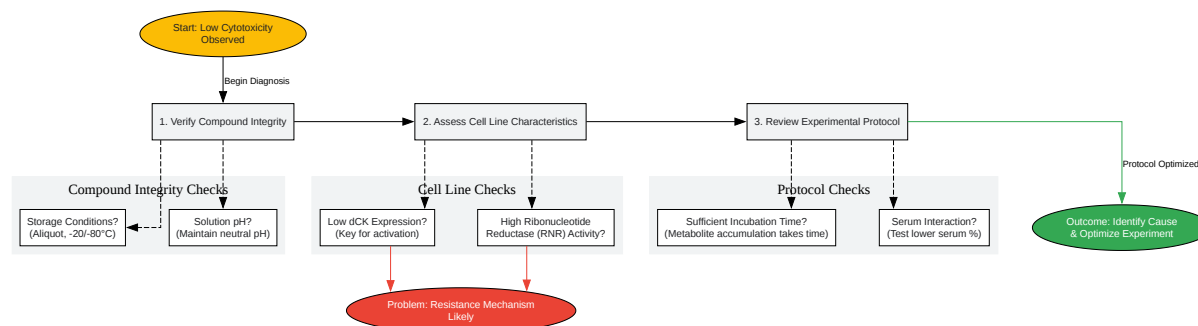 Start: Low Cytotoxicity
Observed
Begin Diagnosis
1. Verify Compound Integrity
2. Assess Cell Line Characteristics
3. Review Experimental Protocol
Protocol Optimized
Compound Integrity Checks
Storage Conditions?
(Aliquot, -20/-80°C)
Solution pH?
(Maintain neutral pH)
Cell Line Checks
Low dCK Expression?
(Key for activation)
High Ribonucleotide
Reductase (RNR) Activity?
Protocol Checks
Sufficient Incubation Time?
(Metabolite accumulation takes time)
Serum Interaction?
(Test lower serum %)
Outcome: Identify Cause
& Optimize Experiment
Problem: Resistance Mechanism
Likely